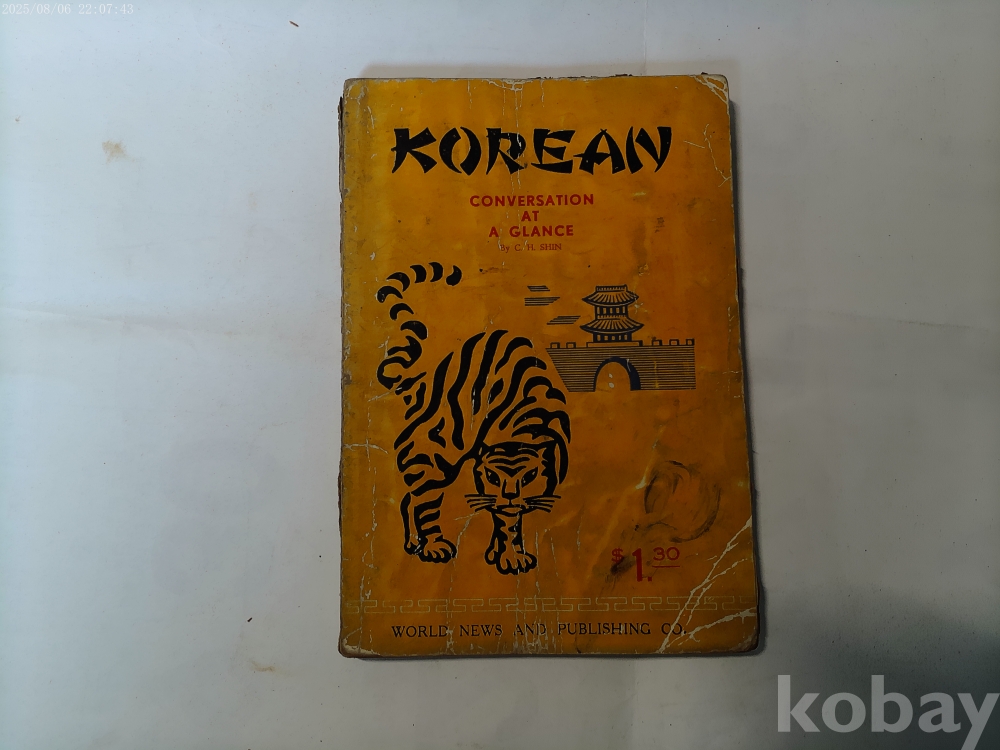 2025/08/06 22:07:43
KOREAN
CONVERSATION
AT
A GLANCE
By C. H. SHIN
$1.30
WORLD NEWS AND PUBLISHING CO.
kobay